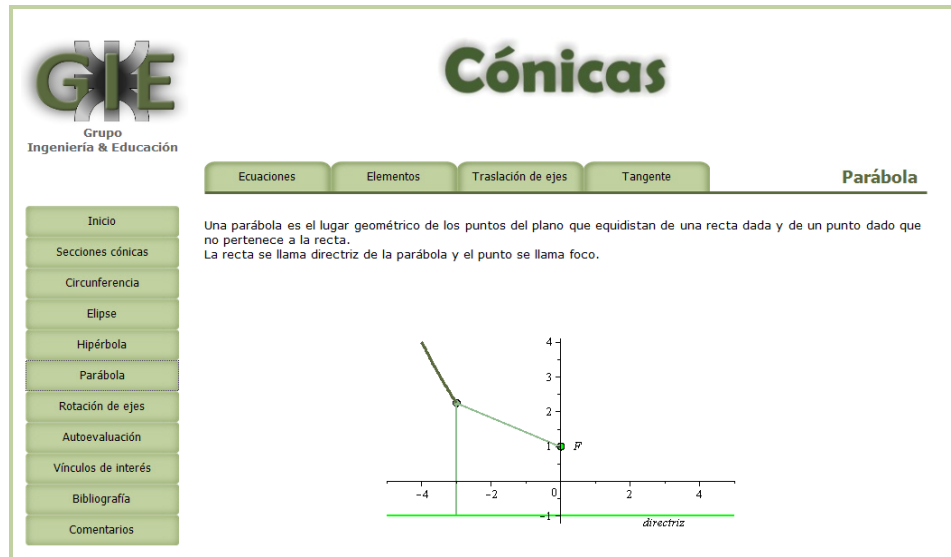 GIE
Grupo
Ingeniería & Educación
Cónicas
Ecuaciones
Elementos
Traslación de ejes
Tangente
Parábola
Inicio
Secciones cónicas
Circunferencia
Elipse
Hipérbola
Parábola
Rotación de ejes
Autoevaluación
Vínculos de interés
Bibliografía
Comentarios
Una parábola es el lugar geométrico de los puntos del plano que equidistan de una recta dada y de un punto dado que
no pertenece a la recta.
La recta se llama directriz de la parábola y el punto se llama foco.
4
3
2
1 F
−4 −2 0 2 4
−1
directriz